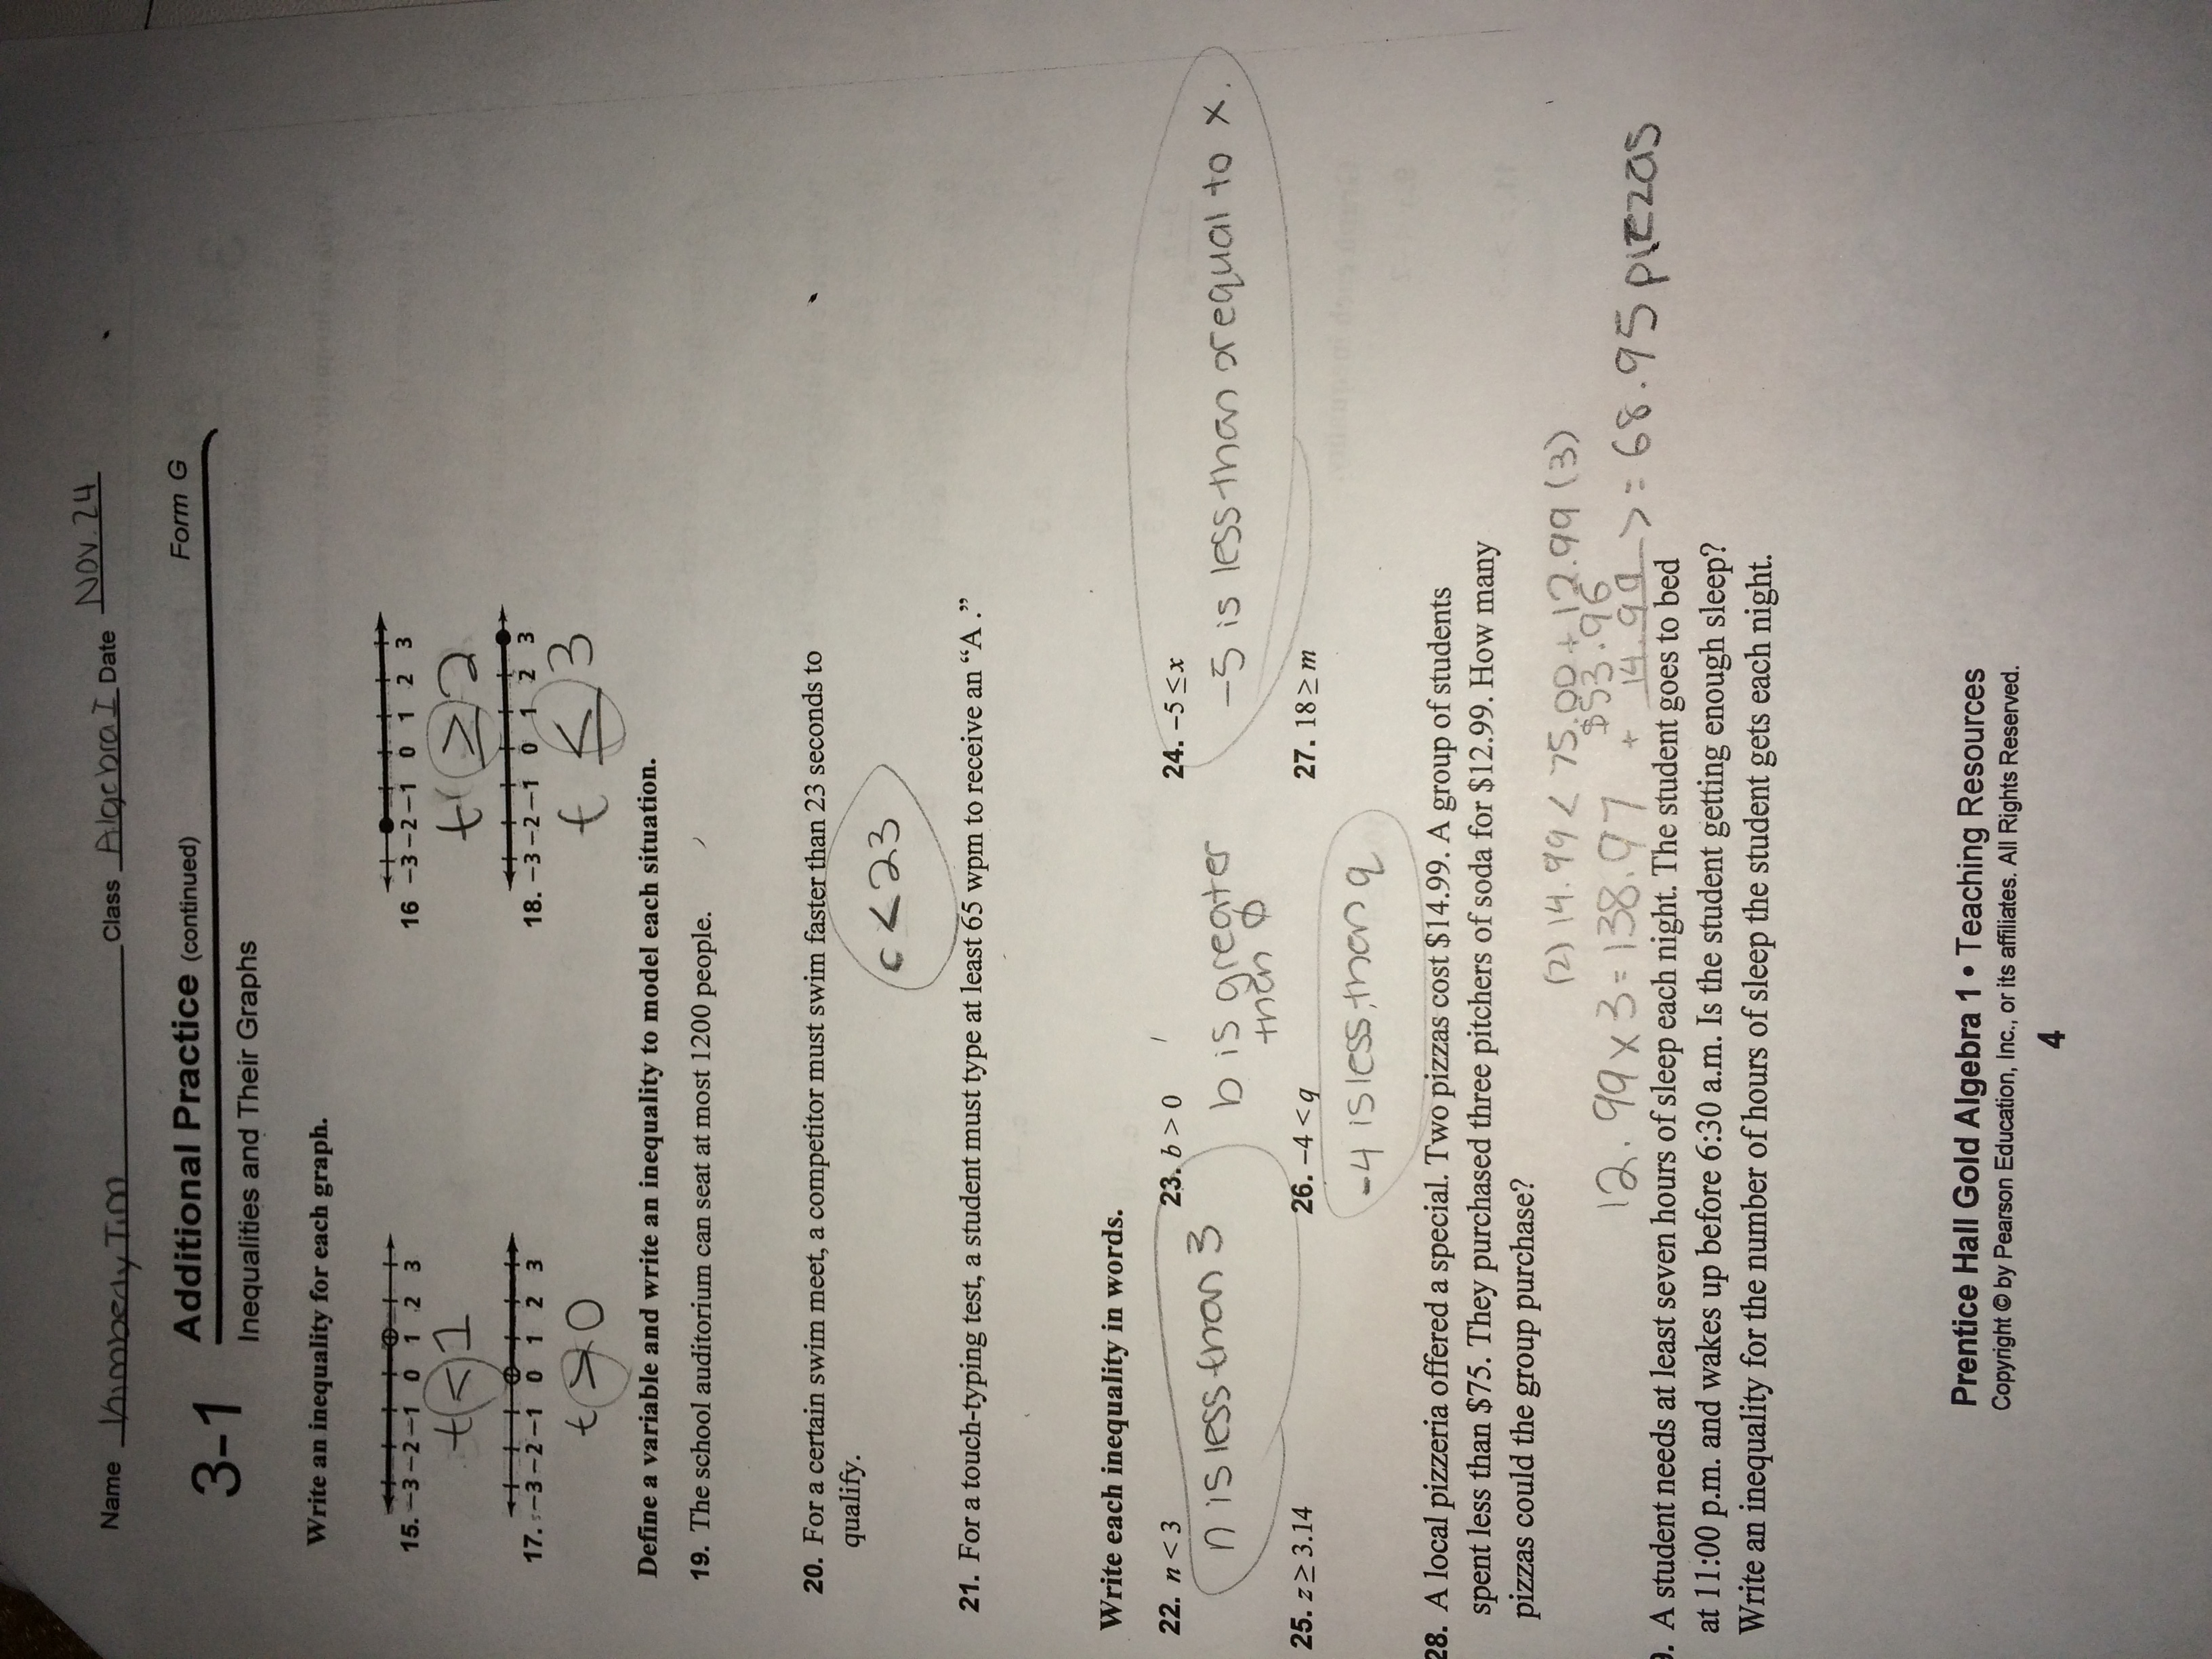 Name Kimberly Tim Class Algebra I Date Nov. 24
3-1 Additional Practice (continued) Form G
Inequalities and Their Graphs
Write an inequality for each graph.
15. −3 −2 −1 0 1 2 3
16 −3 −2 −1 0 1 2 3
t < 1
t ≥ 2
17. −3 −2 −1 0 1 2 3
18. −3 −2 −1 0 1 2 3
t > 0
t ≤ 3
Define a variable and write an inequality to model each situation.
19. The school auditorium can seat at most 1200 people.
20. For a certain swim meet, a competitor must swim faster than 23 seconds to
qualify.
c < 23
21. For a touch-typing test, a student must type at least 65 wpm to receive an “A .”
Write each inequality in words.
22. n < 3 23. b > 0 24. −5 ≤ x
n is less than 3
b is greater
than 0
−5 is less than or equal to x.
25. z ≥ 3.14 26. −4 < q 27. 18 ≥ m
-4 is less than q
28. A local pizzeria offered a special. Two pizzas cost $14.99. A group of students
spent less than $75. They purchased three pitchers of soda for $12.99. How many
pizzas could the group purchase?
(2) 14.99 < 75.00 + 12.99 (3)
$53.96
12.99 x 3 = 138.97 + 14.99 > = 68.95 pizzas
9. A student needs at least seven hours of sleep each night. The student goes to bed
at 11:00 p.m. and wakes up before 6:30 a.m. Is the student getting enough sleep?
Write an inequality for the number of hours of sleep the student gets each night.
Prentice Hall Gold Algebra 1 • Teaching Resources
Copyright © by Pearson Education, Inc., or its affiliates. All Rights Reserved.
4